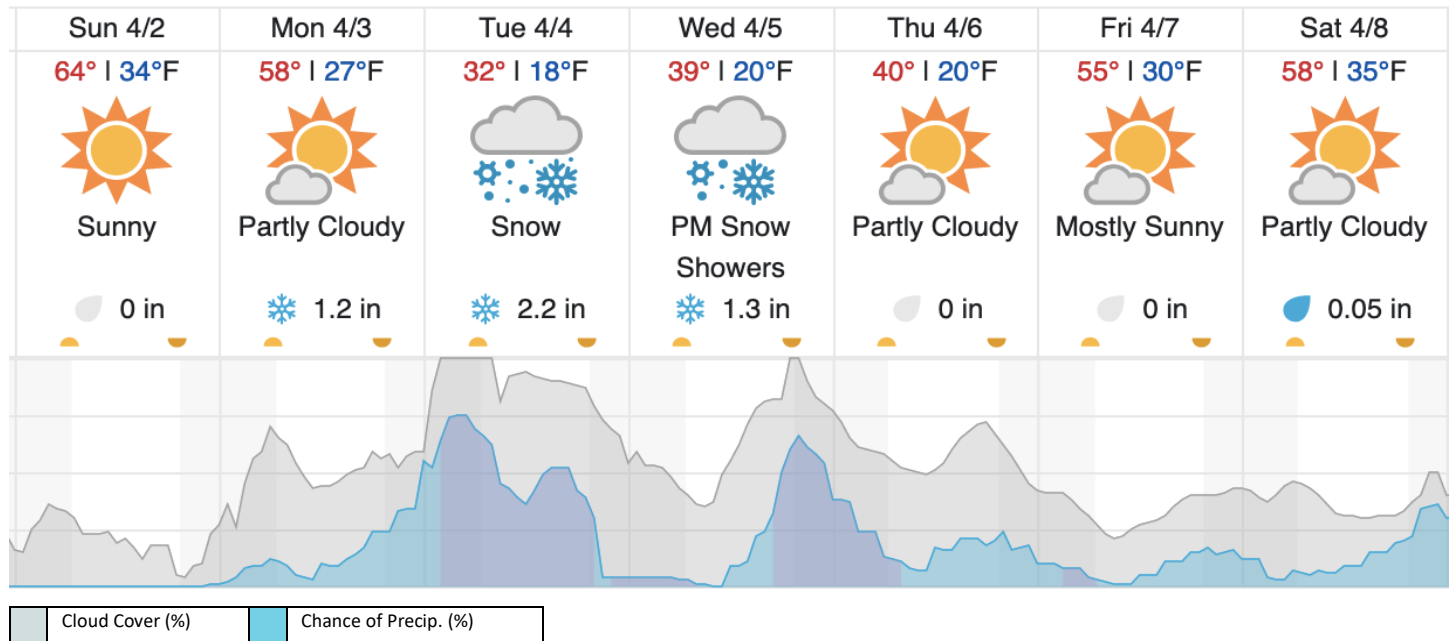 Sun 4/2 Mon 4/3 Tue 4/4 Wed 4/5 Thu 4/6 Fri 4/7 Sat 4/8
64° | 34°F 58° | 27°F 32° | 18°F 39° | 20°F 40° | 20°F 55° | 30°F 58° | 35°F
Sunny Partly Cloudy Snow PM Snow Partly Cloudy Mostly Sunny Partly Cloudy
Showers
0 in 1.2 in 2.2 in 1.3 in 0 in 0 in 0.05 in
Cloud Cover (%) Chance of Precip. (%)